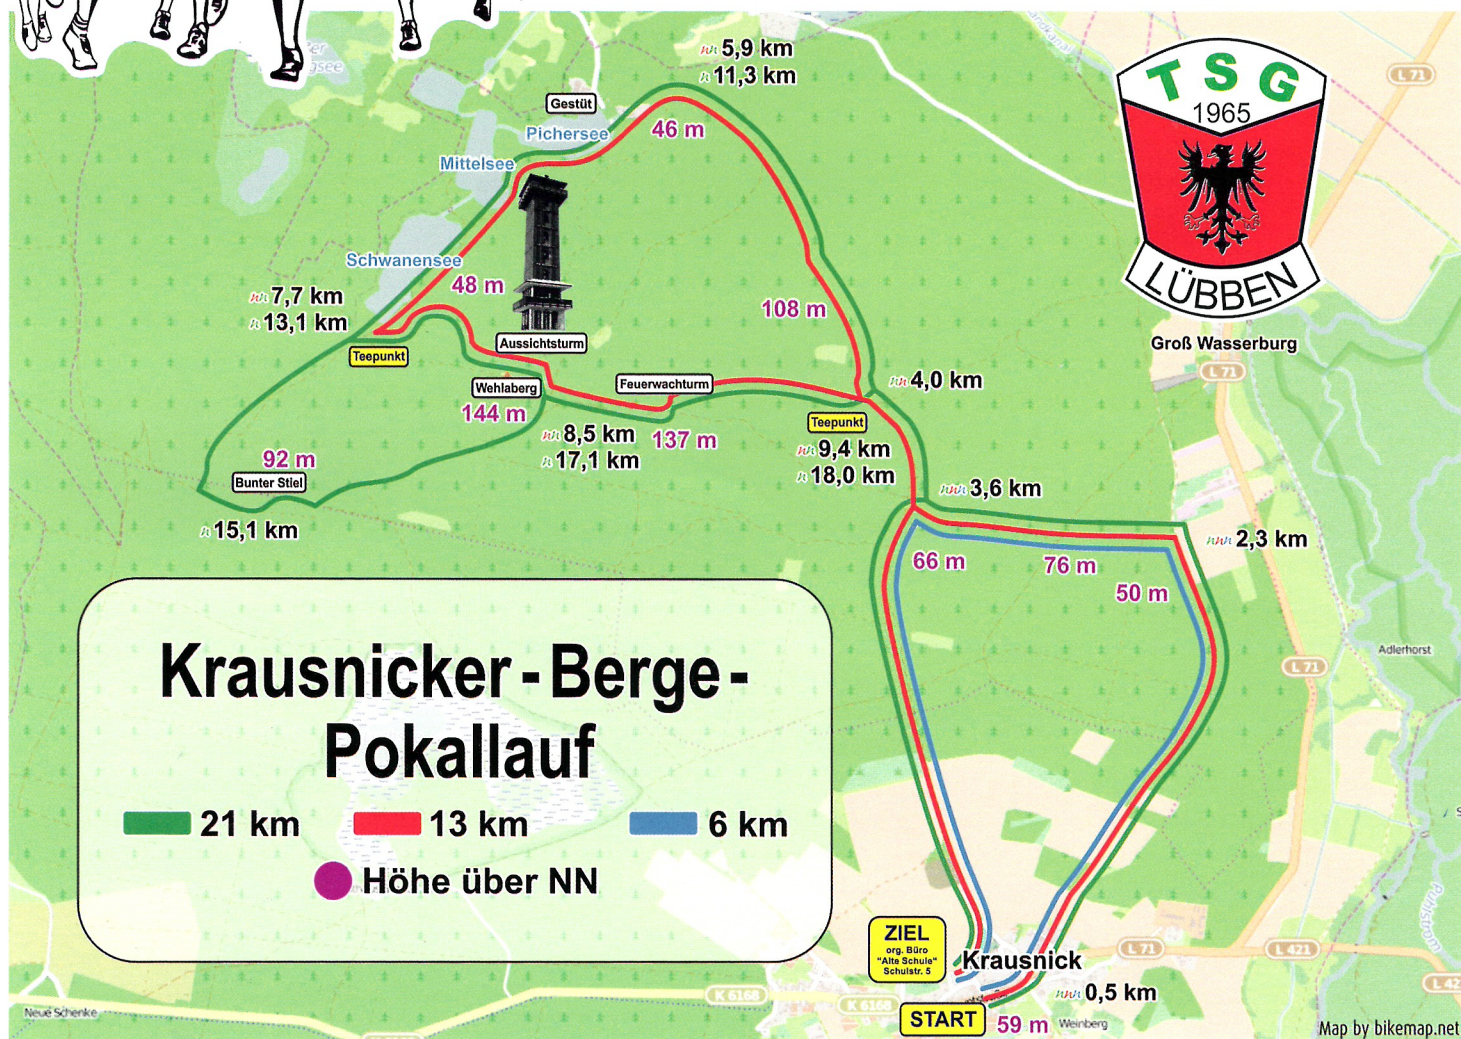 5,9 km
11,3 km
TSG
1965
LÜBBEN
L 71
Gestüt
Pichersee
46 m
Mittelsee
Schwanensee
48 m
108 m
7,7 km
13,1 km
Teepunkt
Aussichtsturm
Groß Wasserburg
L 71
Wehlaberg
144 m
Feuerwachturm
4,0 km
Teepunkt
8,5 km
17,1 km
137 m
9,4 km
18,0 km
92 m
Bunter Stiel
15,1 km
3,6 km
2,3 km
66 m
76 m
50 m
Adlerhorst
L 71
Krausnicker-Berge-
Pokallauf
21 km
13 km
6 km
Höhe über NN
ZIEL
org. Büro
"Alte Schule"
Schulstr. 5
Krausnick
L 71
L 421
L 42
0,5 km
K 6168
K 6168
START
59 m
Weinberg
Neue Schenke
Map by bikemap.net